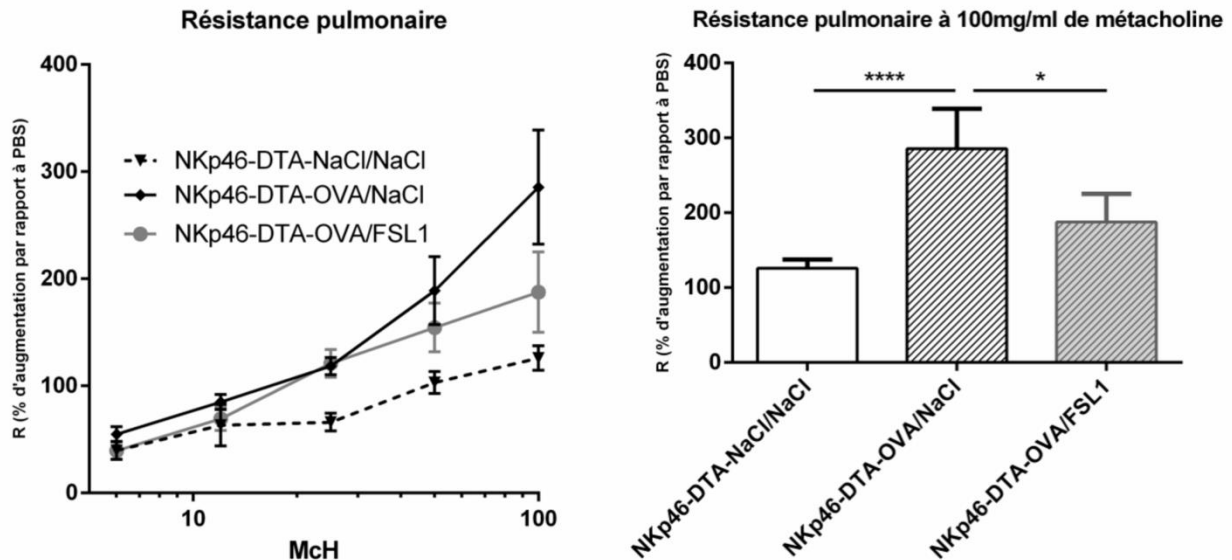 Résistance pulmonaire
R (% d'augmentation par rapport à PBS)
400
300
200
100
0
NKp46-DTA-NaCl/NaCl
NKp46-DTA-OVA/NaCl
NKp46-DTA-OVA/FSL1
10
100
McH
Résistance pulmonaire à 100mg/ml de métacholine
R (% d'augmentation par rapport à PBS)
400
300
200
100
0
****
*
NKp46-DTA-NaCl/NaCl
NKp46-DTA-OVA/NaCl
NKp46-DTA-OVA/FSL1